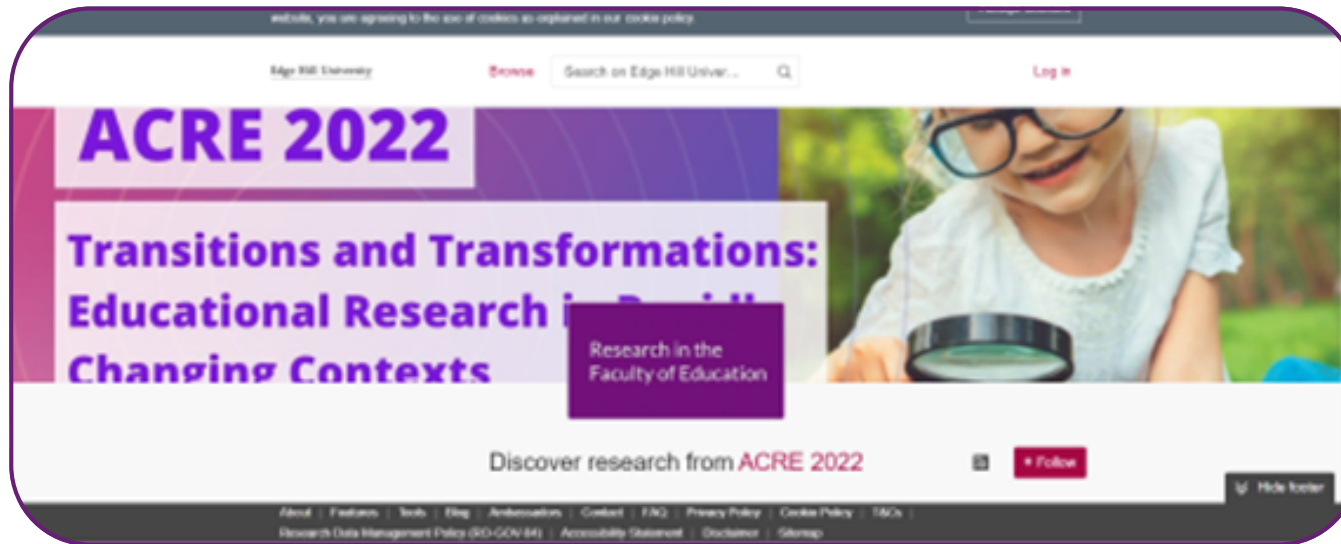 website, you are agreeing to the use of cookies as explained in our cookie policy.
Edge Hill University
Browse
Search on Edge Hill Univer...
Log in
ACRE 2022
Transitions and Transformations:
Educational Research in
Changing Contexts
Research in the
Faculty of Education
Discover research from ACRE 2022
+ Follow
Hide footer
About | Features | Tools | Blog | Ambassadors | Contact | FAQ | Privacy Policy | Cookie Policy | T&Cs |
Research Data Management Policy (RO-GOV-84) | Accessibility Statement | Disclaimer | Sitemap